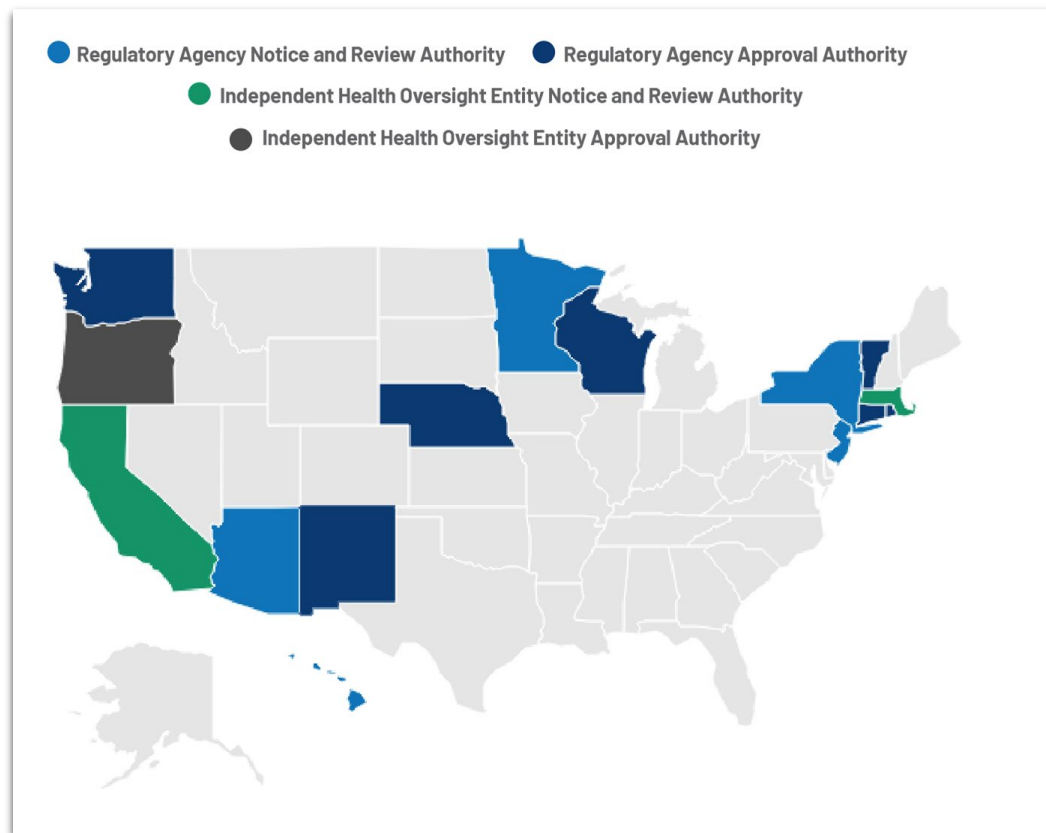 Regulatory Agency Notice and Review Authority Regulatory Agency Approval Authority
Independent Health Oversight Entity Notice and Review Authority
Independent Health Oversight Entity Approval Authority